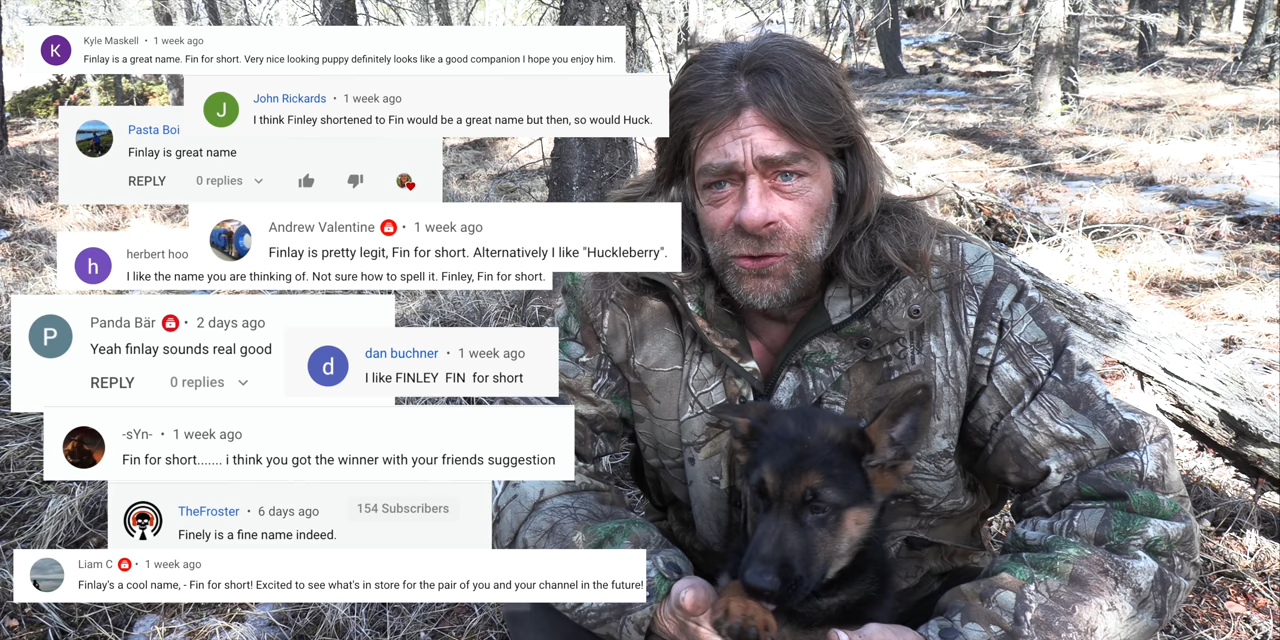 K
Kyle Maskell • 1 week ago
Finlay is a great name. Fin for short. Very nice looking puppy definitely looks like a good companion I hope you enjoy him.
J
John Rickards • 1 week ago
I think Finley shortened to Fin would be a great name but then, so would Huck.
Pasta Boi
Finlay is great name
REPLY 0 replies
Andrew Valentine • 1 week ago
Finlay is pretty legit, Fin for short. Alternatively I like "Huckleberry".
h
herbert hoo
I like the name you are thinking of. Not sure how to spell it. Finley, Fin for short.
P
Panda Bär • 2 days ago
Yeah finlay sounds real good
REPLY 0 replies
d
dan buchner • 1 week ago
I like FINLEY FIN for short
-sYn- • 1 week ago
Fin for short....... i think you got the winner with your friends suggestion
TheFroster • 6 days ago 154 Subscribers
Finely is a fine name indeed.
Liam C • 1 week ago
Finlay's a cool name, - Fin for short! Excited to see what's in store for the pair of you and your channel in the future!